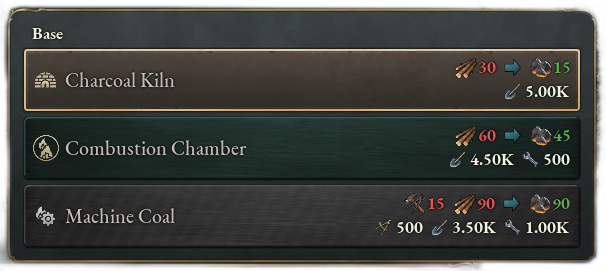 Base
Charcoal Kiln 30 15
5.00K
Combustion Chamber 60 45
4.50K 500
Machine Coal 15 90 90
500 3.50K 1.00K